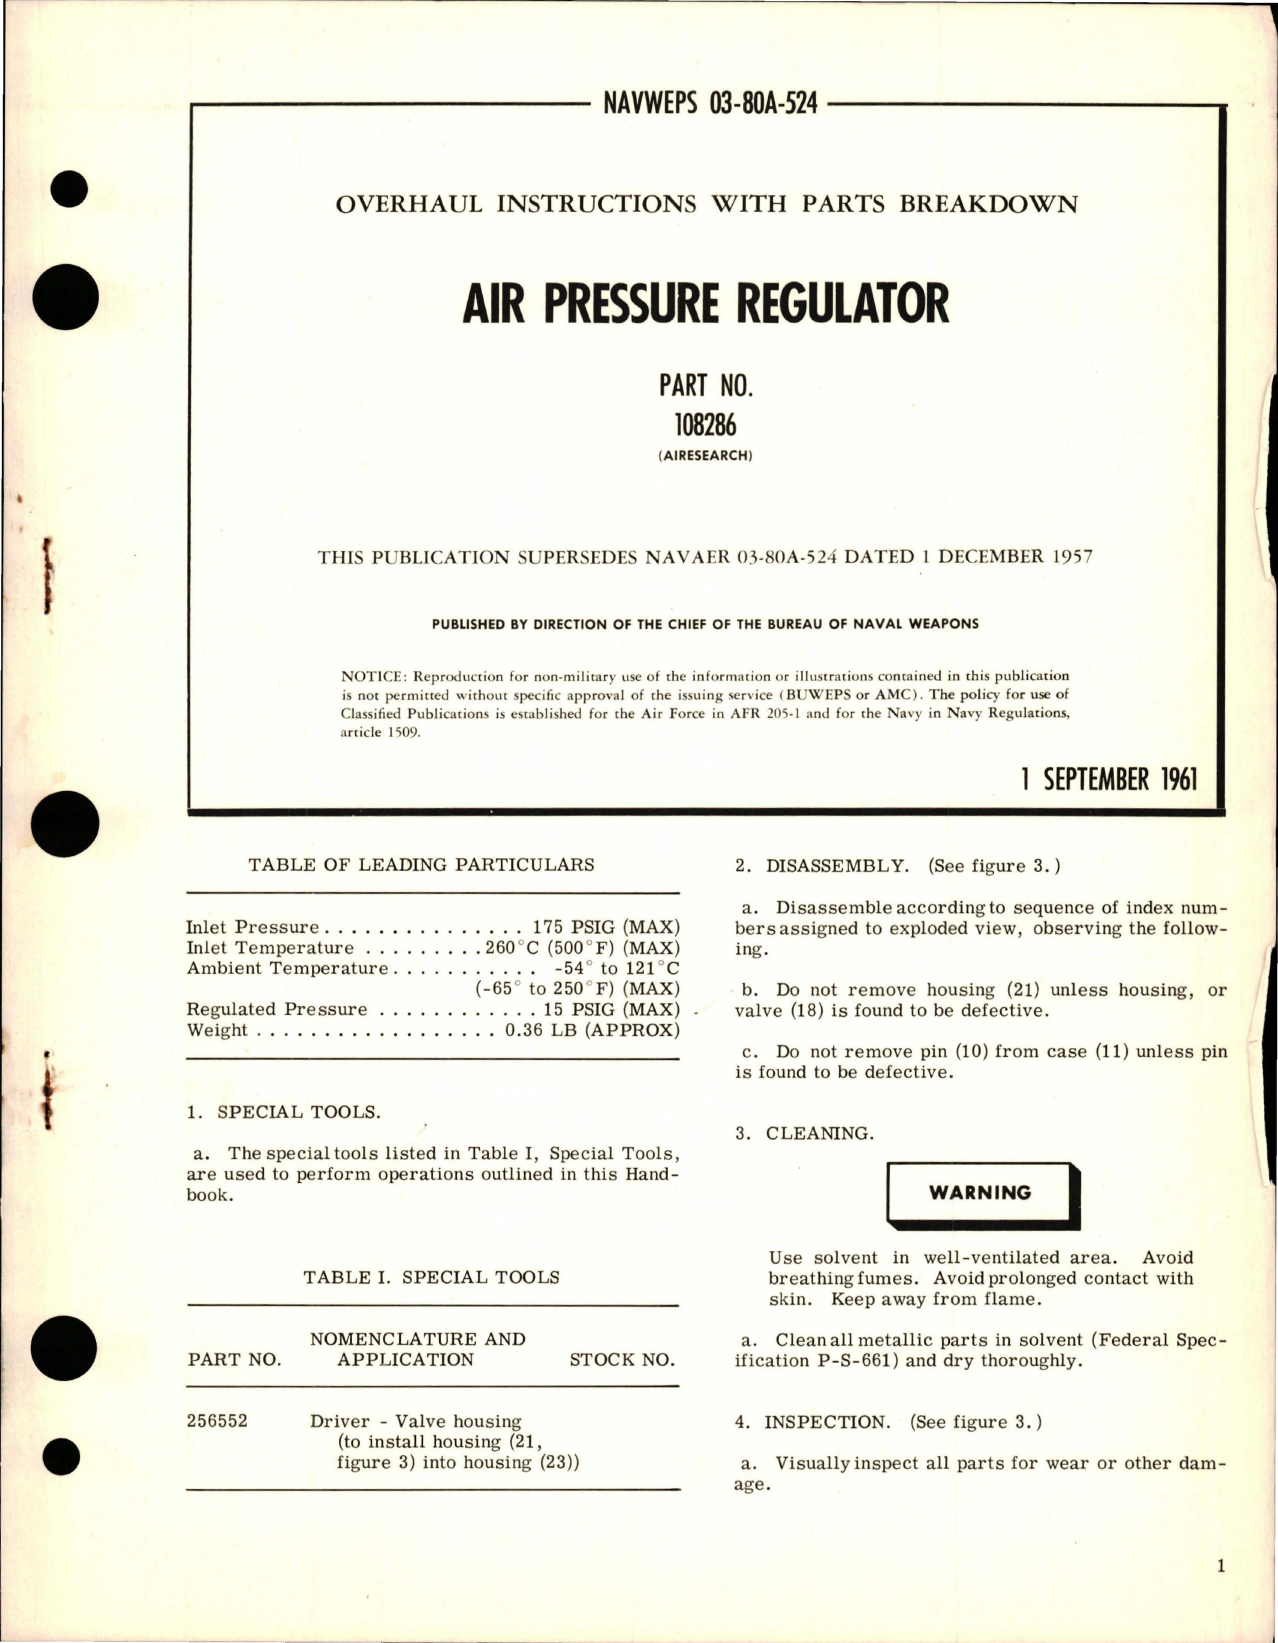 NAVWEPS 03-80A-524
OVERHAUL INSTRUCTIONS WITH PARTS BREAKDOWN
AIR PRESSURE REGULATOR
PART NO.
108286
(AIRESEARCH)
THIS PUBLICATION SUPERSEDES NAVAER 03-80A-524 DATED 1 DECEMBER 1957
PUBLISHED BY DIRECTION OF THE CHIEF OF THE BUREAU OF NAVAL WEAPONS
NOTICE: Reproduction for non-military use of the information or illustrations contained in this publication
is not permitted without specific approval of the issuing service (BUWEPS or AMC). The policy for use of
Classified Publications is established for the Air Force in AFR 205-1 and for the Navy in Navy Regulations,
article 1509.
1 SEPTEMBER 1961
TABLE OF LEADING PARTICULARS
Inlet Pressure . . . . . . . . . . . . . . . 175 PSIG (MAX)
Inlet Temperature . . . . . . . . . 260°C (500°F) (MAX)
Ambient Temperature . . . . . . . . . . . -54° to 121°C
(-65° to 250°F) (MAX)
Regulated Pressure . . . . . . . . . . . . 15 PSIG (MAX)
Weight . . . . . . . . . . . . . . . . . . 0.36 LB (APPROX)
1. SPECIAL TOOLS.
a. The special tools listed in Table I, Special Tools,
are used to perform operations outlined in this Hand-
book.
TABLE I. SPECIAL TOOLS
NOMENCLATURE AND
PART NO. APPLICATION STOCK NO.
256552 Driver - Valve housing
(to install housing (21,
figure 3) into housing (23))
2. DISASSEMBLY. (See figure 3.)
a. Disassemble according to sequence of index num-
bers assigned to exploded view, observing the follow-
ing.
b. Do not remove housing (21) unless housing, or
valve (18) is found to be defective.
c. Do not remove pin (10) from case (11) unless pin
is found to be defective.
3. CLEANING.
WARNING
Use solvent in well-ventilated area. Avoid
breathing fumes. Avoid prolonged contact with
skin. Keep away from flame.
a. Clean all metallic parts in solvent (Federal Spec-
ification P-S-661) and dry thoroughly.
4. INSPECTION. (See figure 3.)
a. Visually inspect all parts for wear or other dam-
age.
1